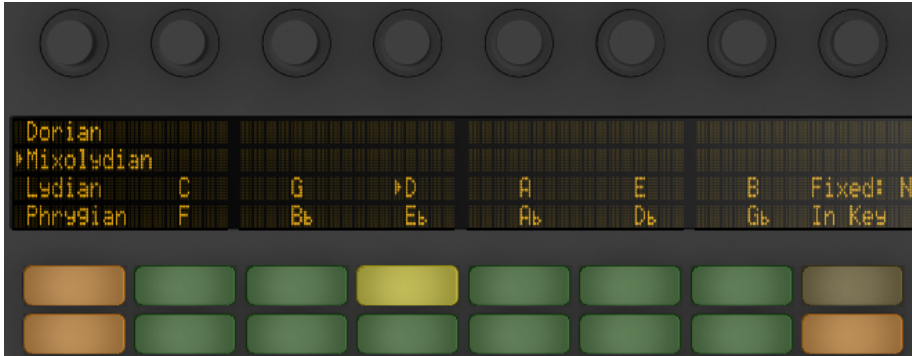 Dorian
▸Mixolydian
Lydian C G ▸D A E B Fixed: N
Phrygian F B♭ E♭ A♭ D♭ G♭ In Key